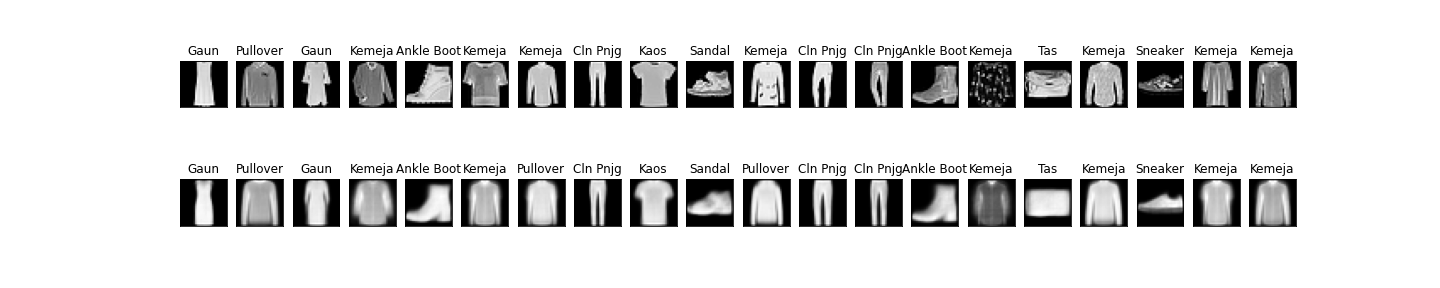 Gaun Pullover Gaun Kemeja Ankle Boot Kemeja Kemeja Cln Pnjg Kaos Sandal Kemeja Cln Pnjg Cln Pnjg Ankle Boot Kemeja Tas Kemeja Sneaker Kemeja Kemeja
Gaun Pullover Gaun Kemeja Ankle Boot Kemeja Pullover Cln Pnjg Kaos Sandal Pullover Cln Pnjg Cln Pnjg Ankle Boot Kemeja Tas Kemeja Sneaker Kemeja Kemeja